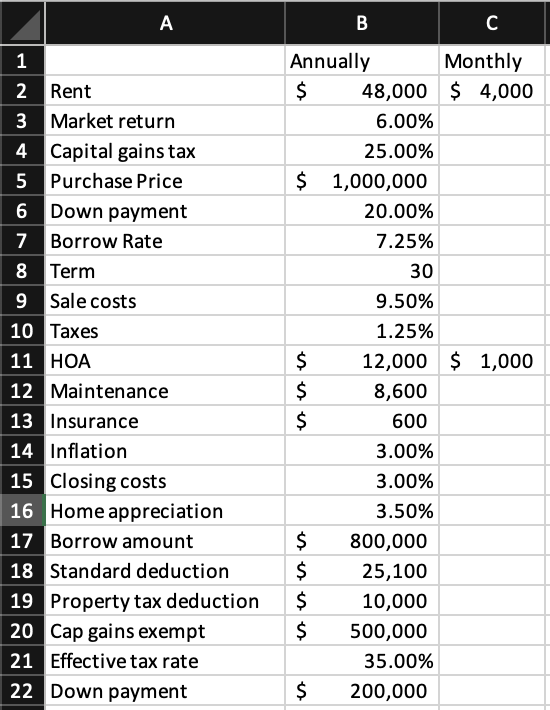 A B C
1 Annually Monthly
2 Rent $ 48,000 $ 4,000
3 Market return 6.00%
4 Capital gains tax 25.00%
5 Purchase Price $ 1,000,000
6 Down payment 20.00%
7 Borrow Rate 7.25%
8 Term 30
9 Sale costs 9.50%
10 Taxes 1.25%
11 HOA $ 12,000 $ 1,000
12 Maintenance $ 8,600
13 Insurance $ 600
14 Inflation 3.00%
15 Closing costs 3.00%
16 Home appreciation 3.50%
17 Borrow amount $ 800,000
18 Standard deduction $ 25,100
19 Property tax deduction $ 10,000
20 Cap gains exempt $ 500,000
21 Effective tax rate 35.00%
22 Down payment $ 200,000